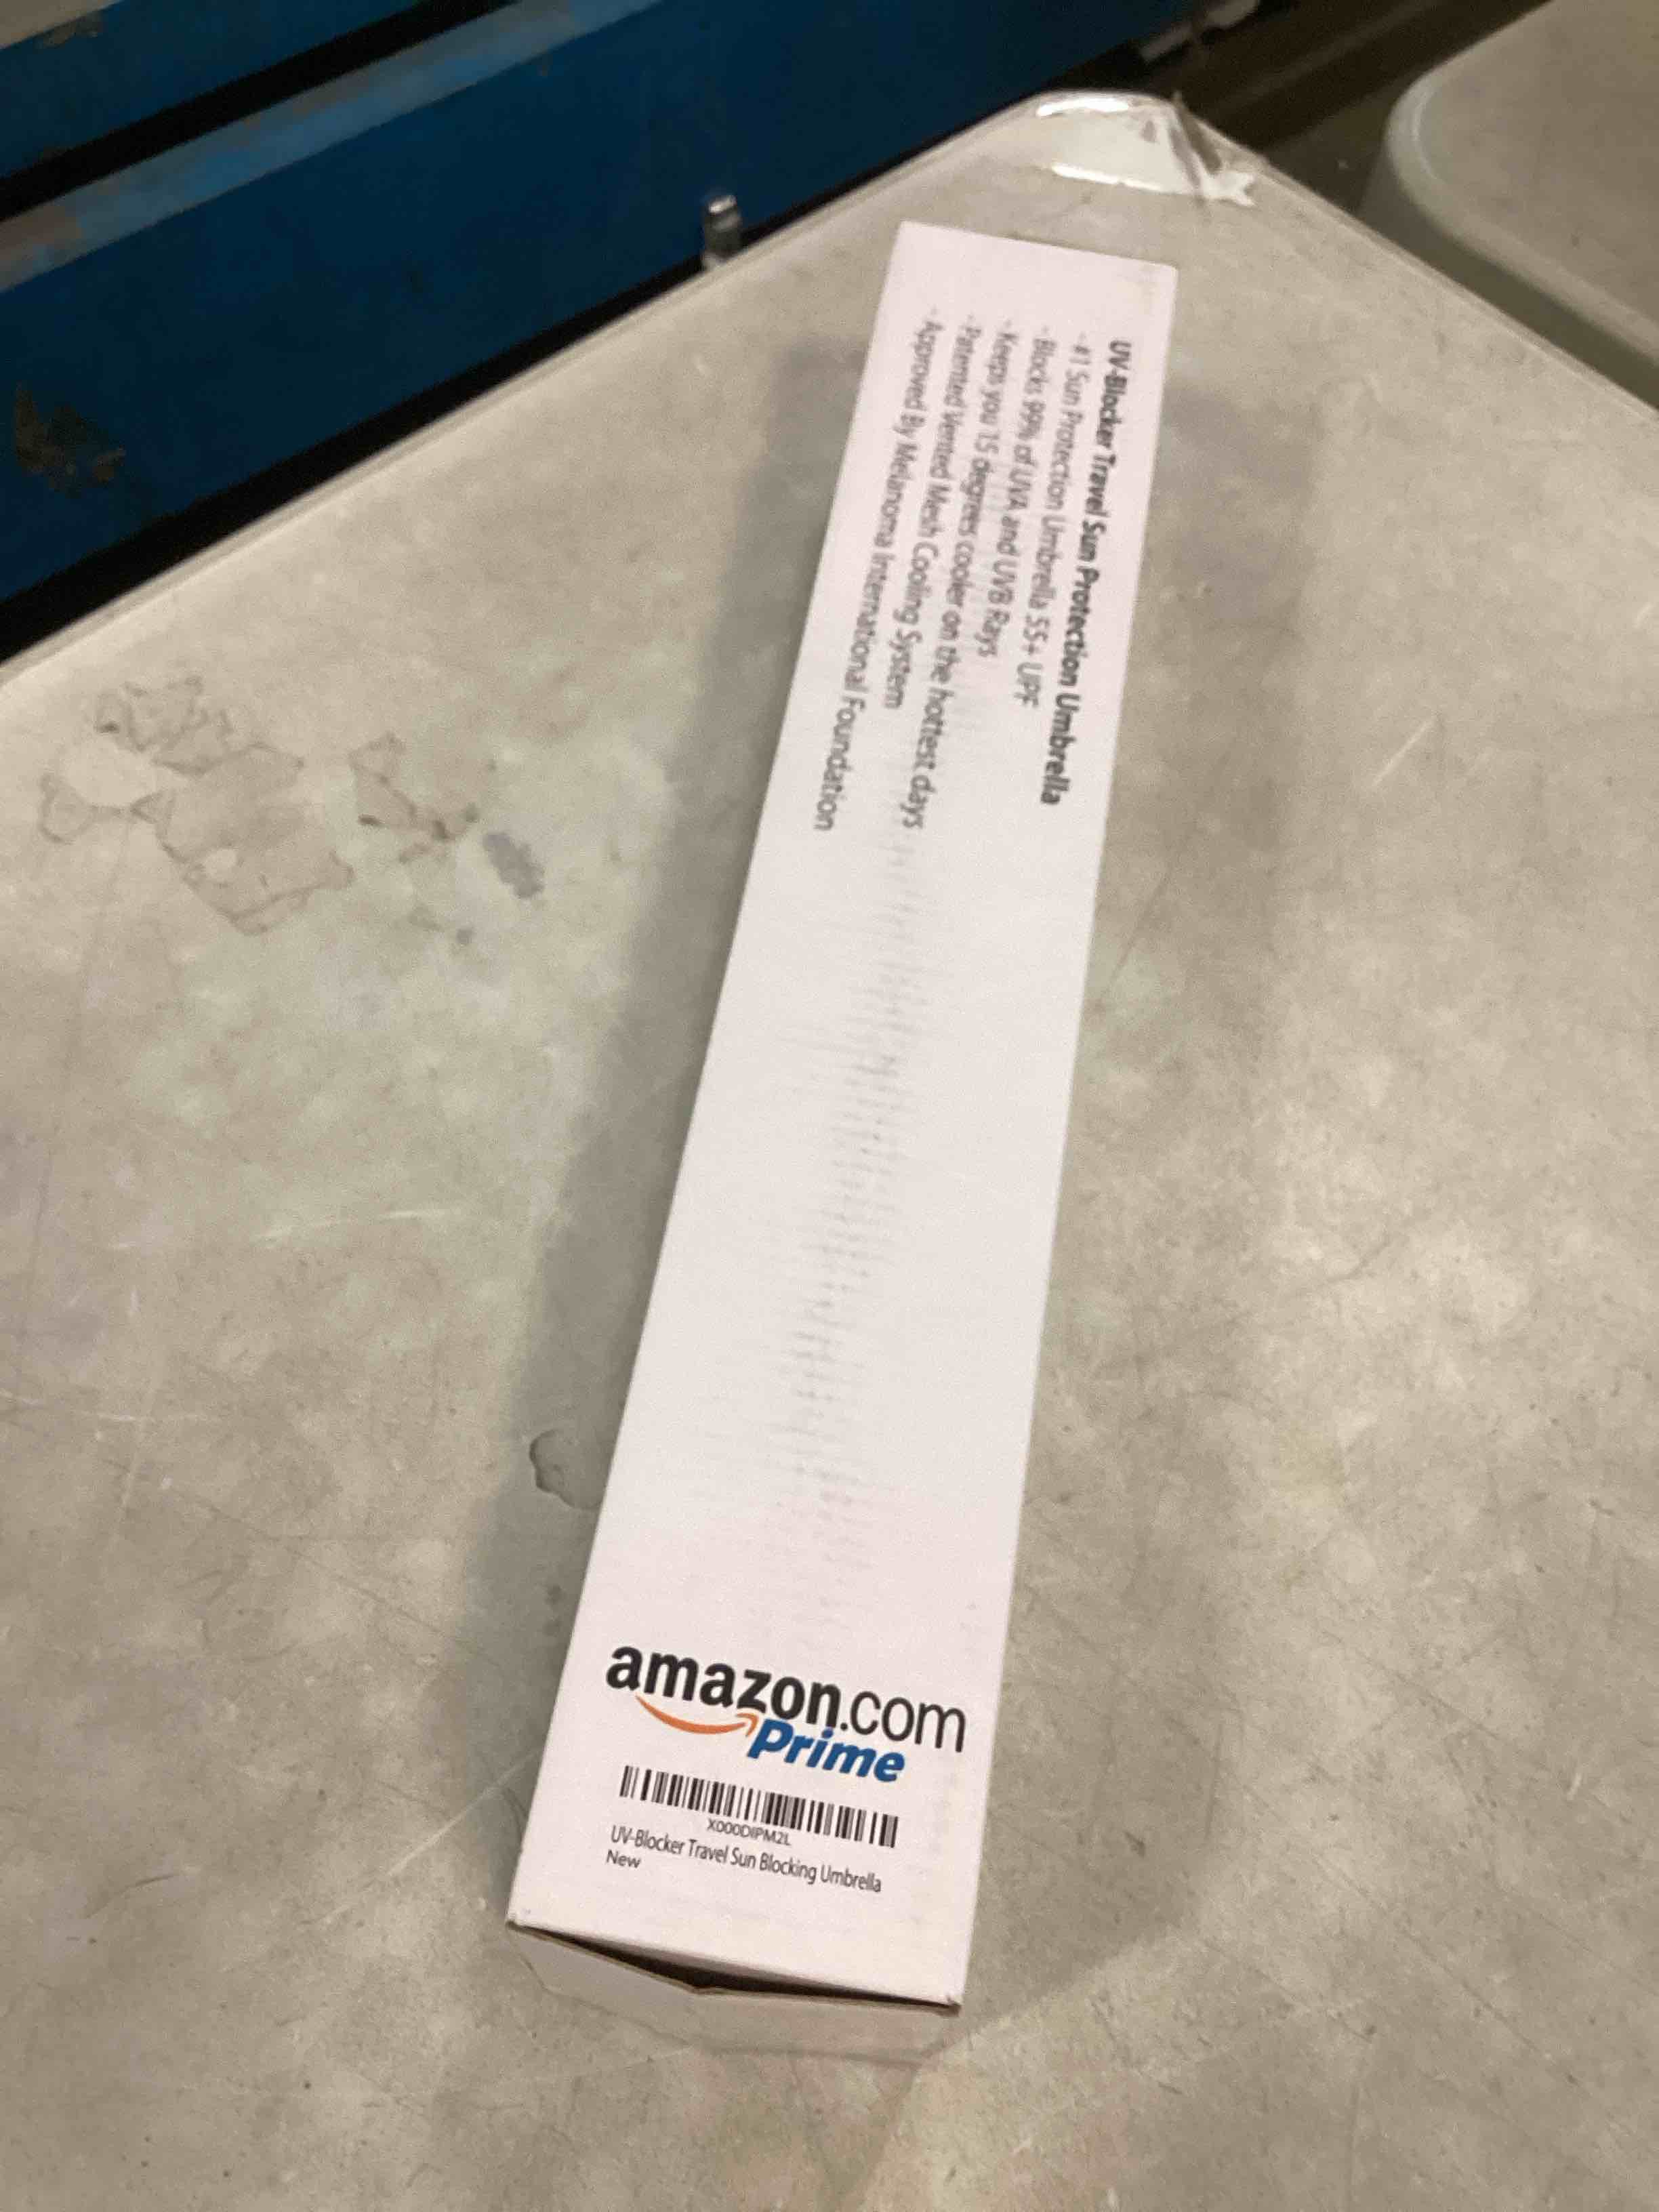 UV-Blocker Travel Sun Protection Umbrella
- #1 Sun Protection Umbrella 55+ UPF
- Blocks 99% of UVA and UVB Rays
- Keeps you 15 degrees cooler on the hottest days
- Patented Vented Mesh Cooling System
- Approved By Melanoma International Foundation
amazon.com
Prime
X000DIPM2L
UV-Blocker Travel Sun Blocking Umbrella
New